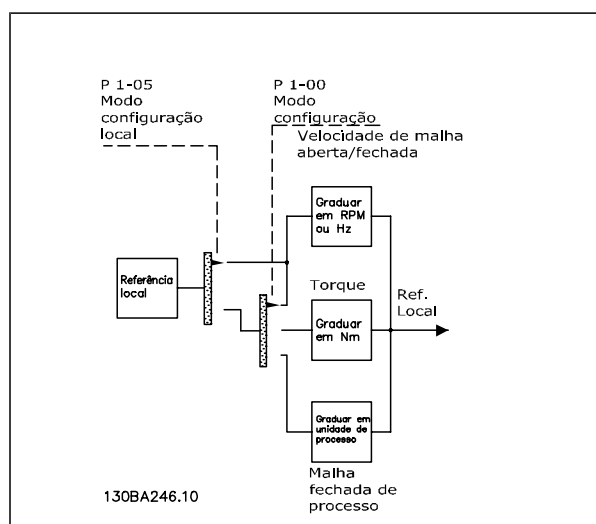 P 1-05
Modo
configuração
local
P 1-00
Modo
configuração
Velocidade de malha
aberta/fechada
Graduar
em RPM
ou Hz
Referência
local
Torque
Graduar
em Nm
Ref.
Local
Graduar em
unidade de
processo
Malha
fechada de
processo
130BA246.10